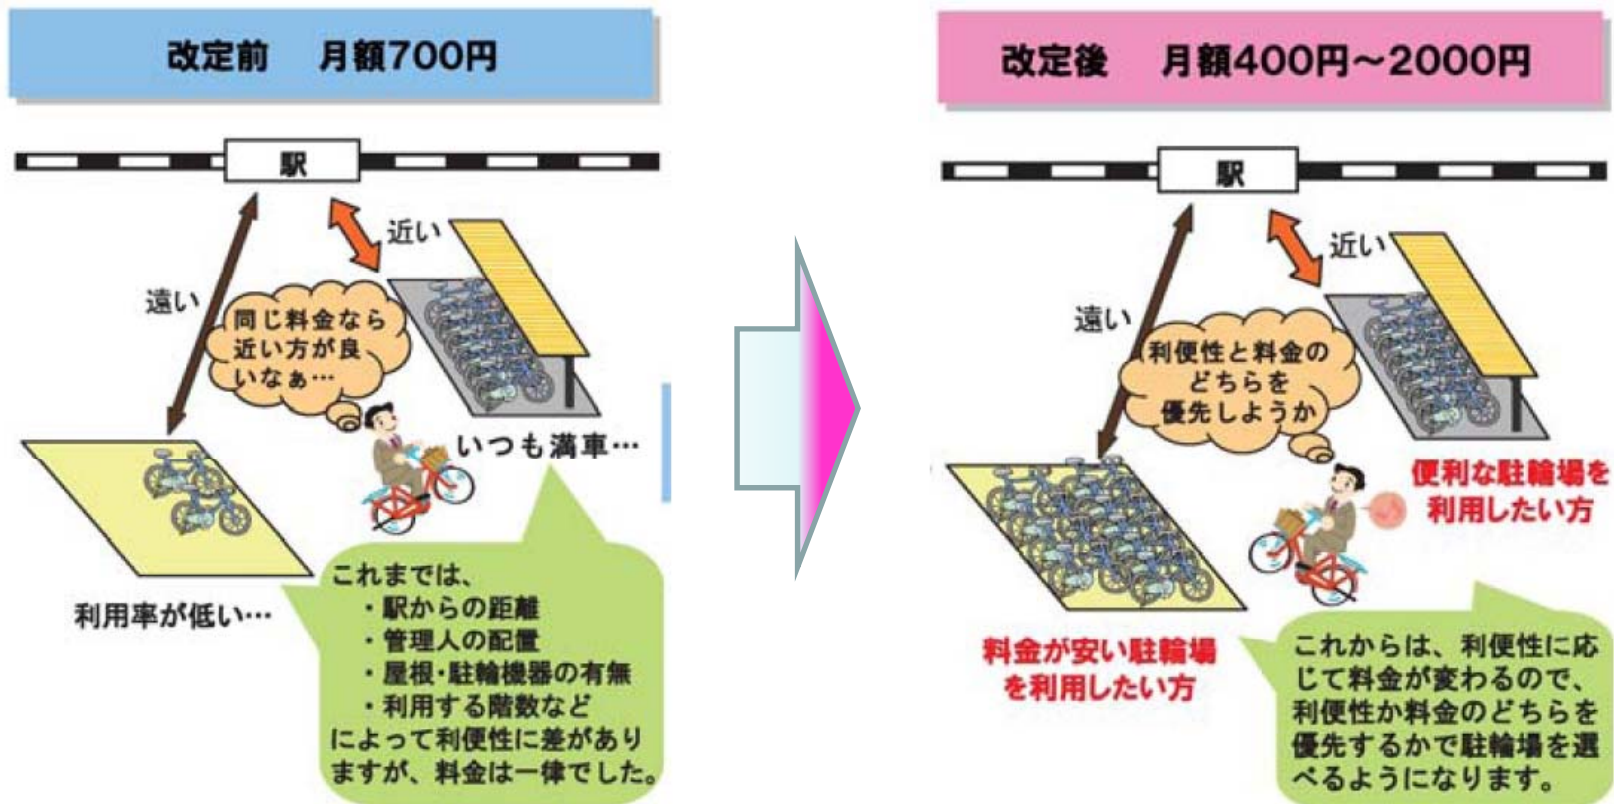 改定前 月額700円
駅
近い
遠い
同じ料金なら
近い方が良
いなぁ…
いつも満車…
利用率が低い…
これまでは、
・駅からの距離
・管理人の配置
・屋根・駐輪機器の有無
・利用する階数など
によって利便性に差があり
ますが、料金は一律でした。
改定後 月額400円～2000円
駅
近い
遠い
利便性と料金の
どちらを
優先しようか
便利な駐輪場を
利用したい方
料金が安い駐輪場
を利用したい方
これからは、利便性に応
じて料金が変わるので、
利便性か料金のどちらを
優先するかで駐輪場を選
べるようになります。